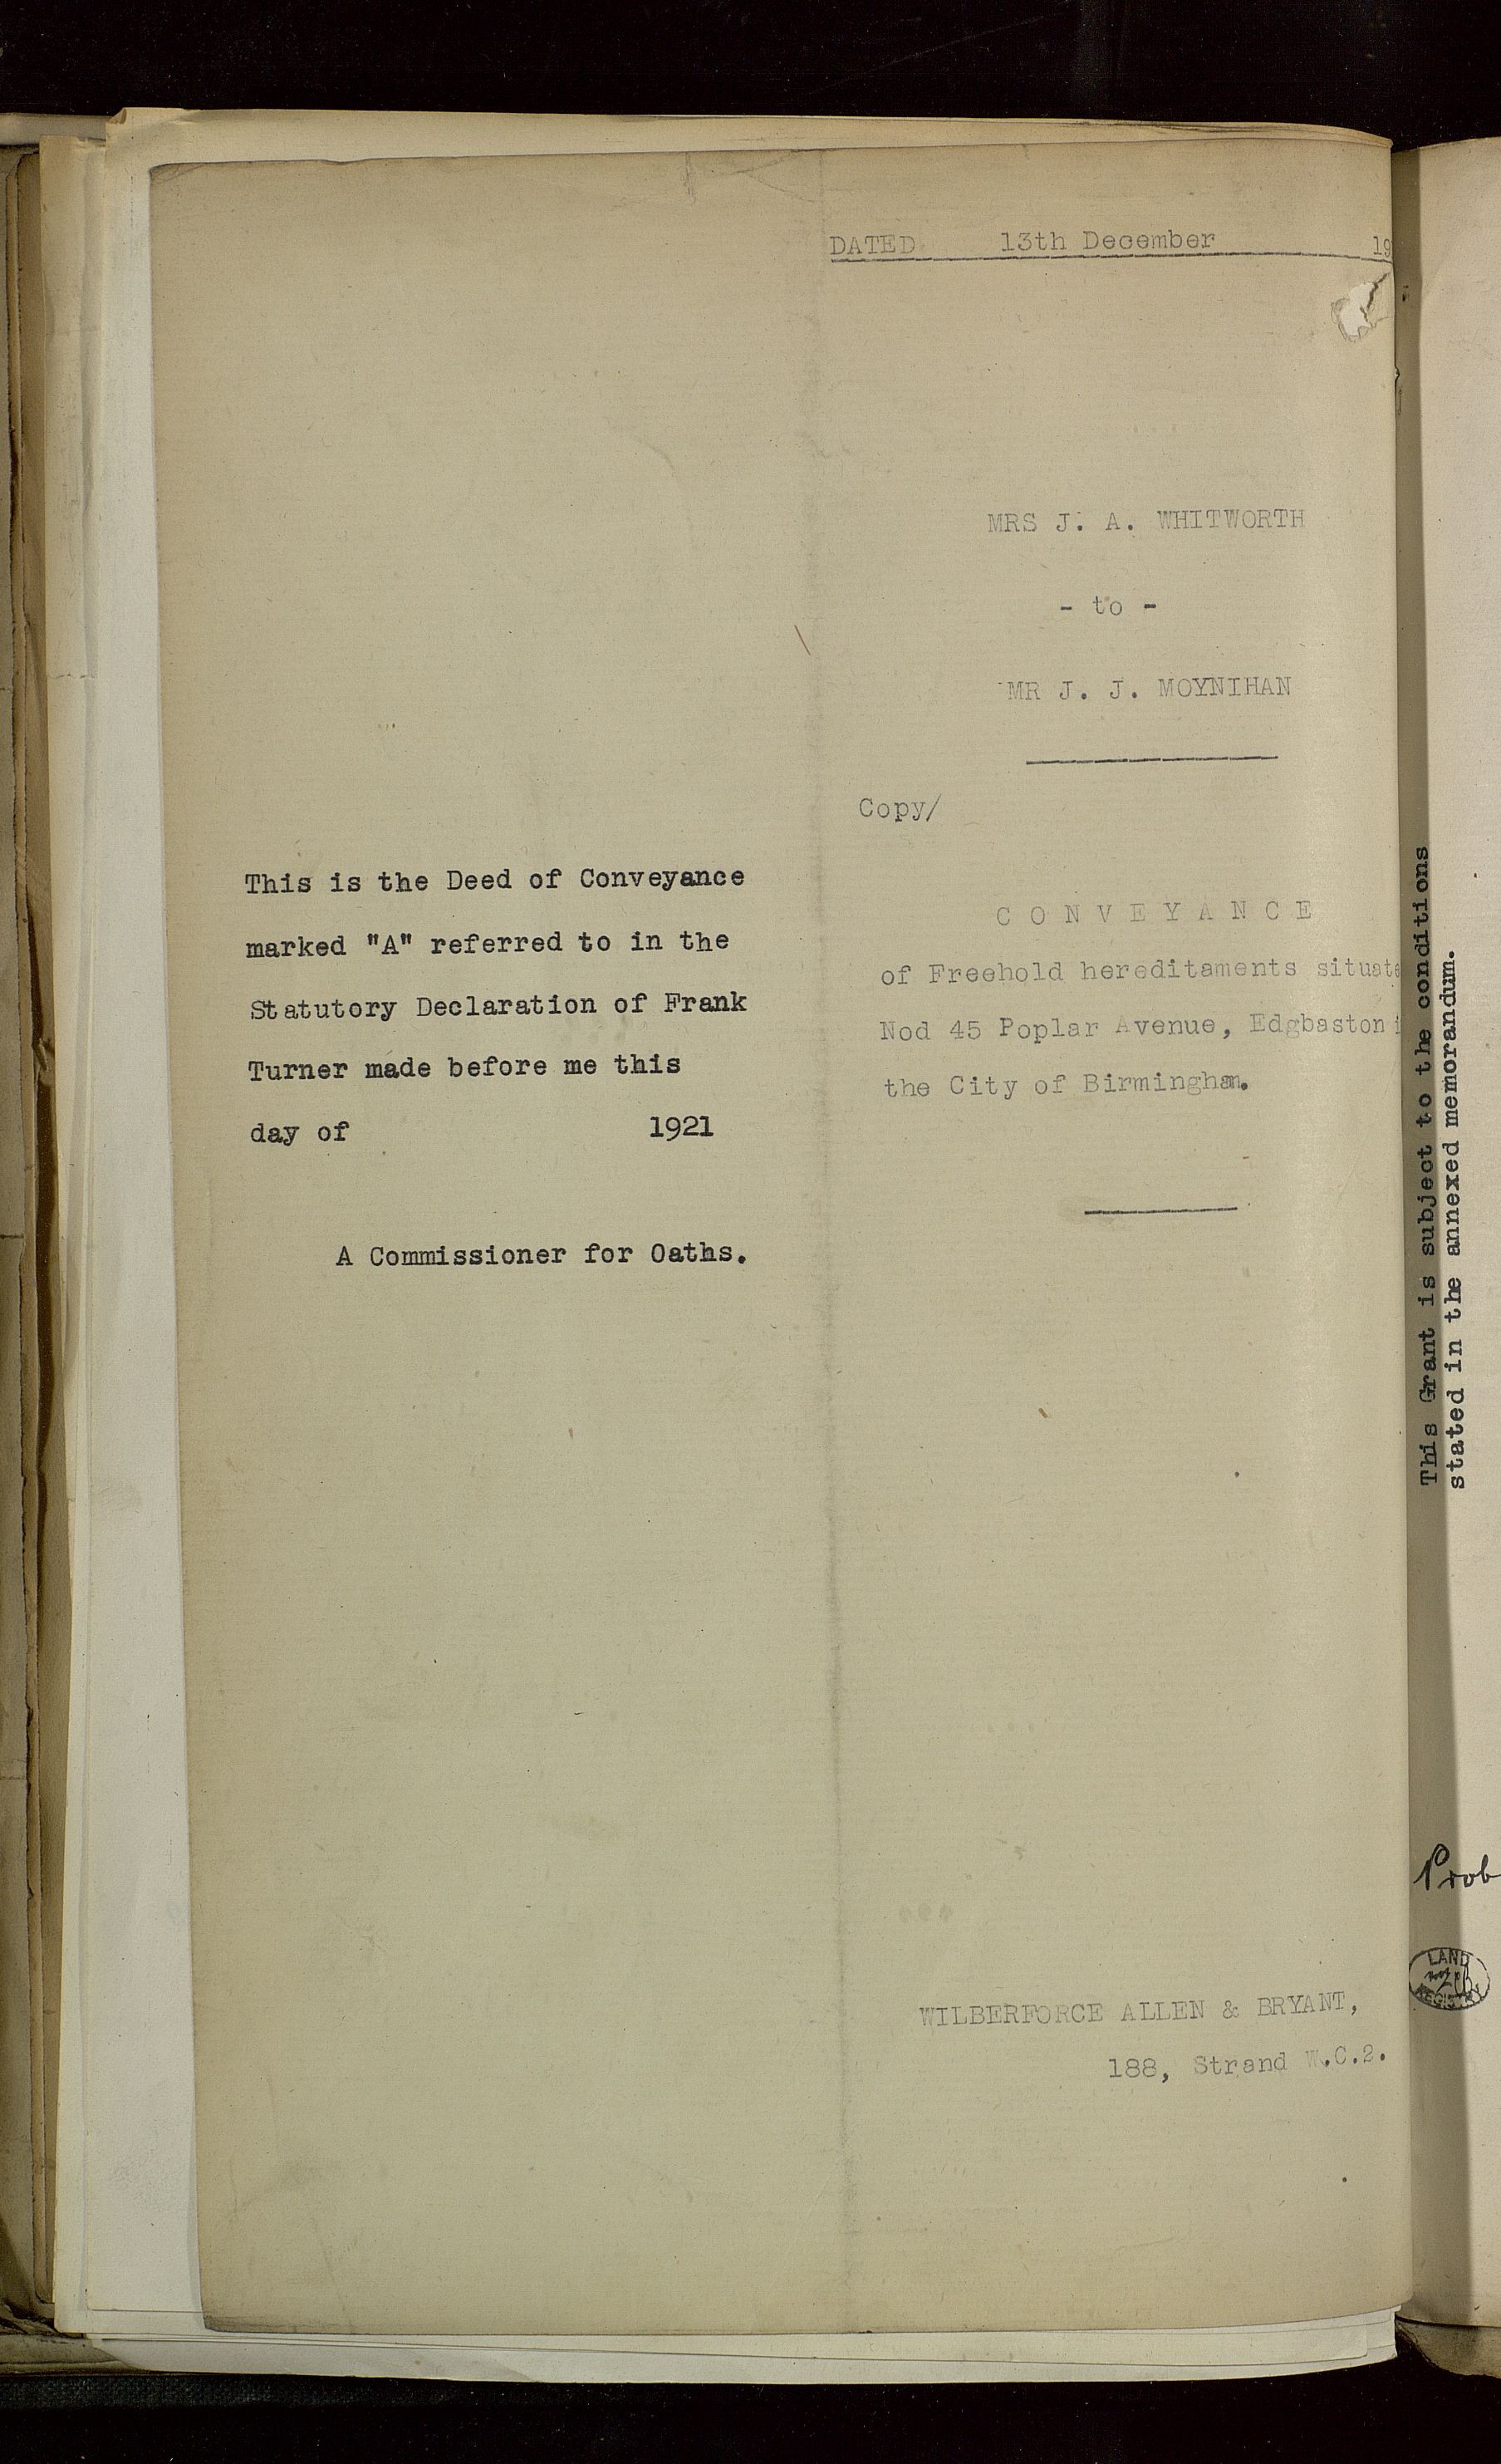 DATED 13th December 19
MRS J. A. WHITWORTH
- to -
MR J. J. MOYNIHAN
Copy/
C O N V E Y A N C E
of Freehold hereditaments situate
Nod 45 Poplar Avenue, Edgbaston i
the City of Birmingham.
WILBERFORCE ALLEN & BRYANT,
188, Strand W.C.2.
This is the Deed of Conveyance
marked "A" referred to in the
Statutory Declaration of Frank
Turner made before me this
day of 1921
A Commissioner for Oaths.
This Grant is subject to the conditions
stated in the annexed memorandum.
Prob
LAND
REGISTRY